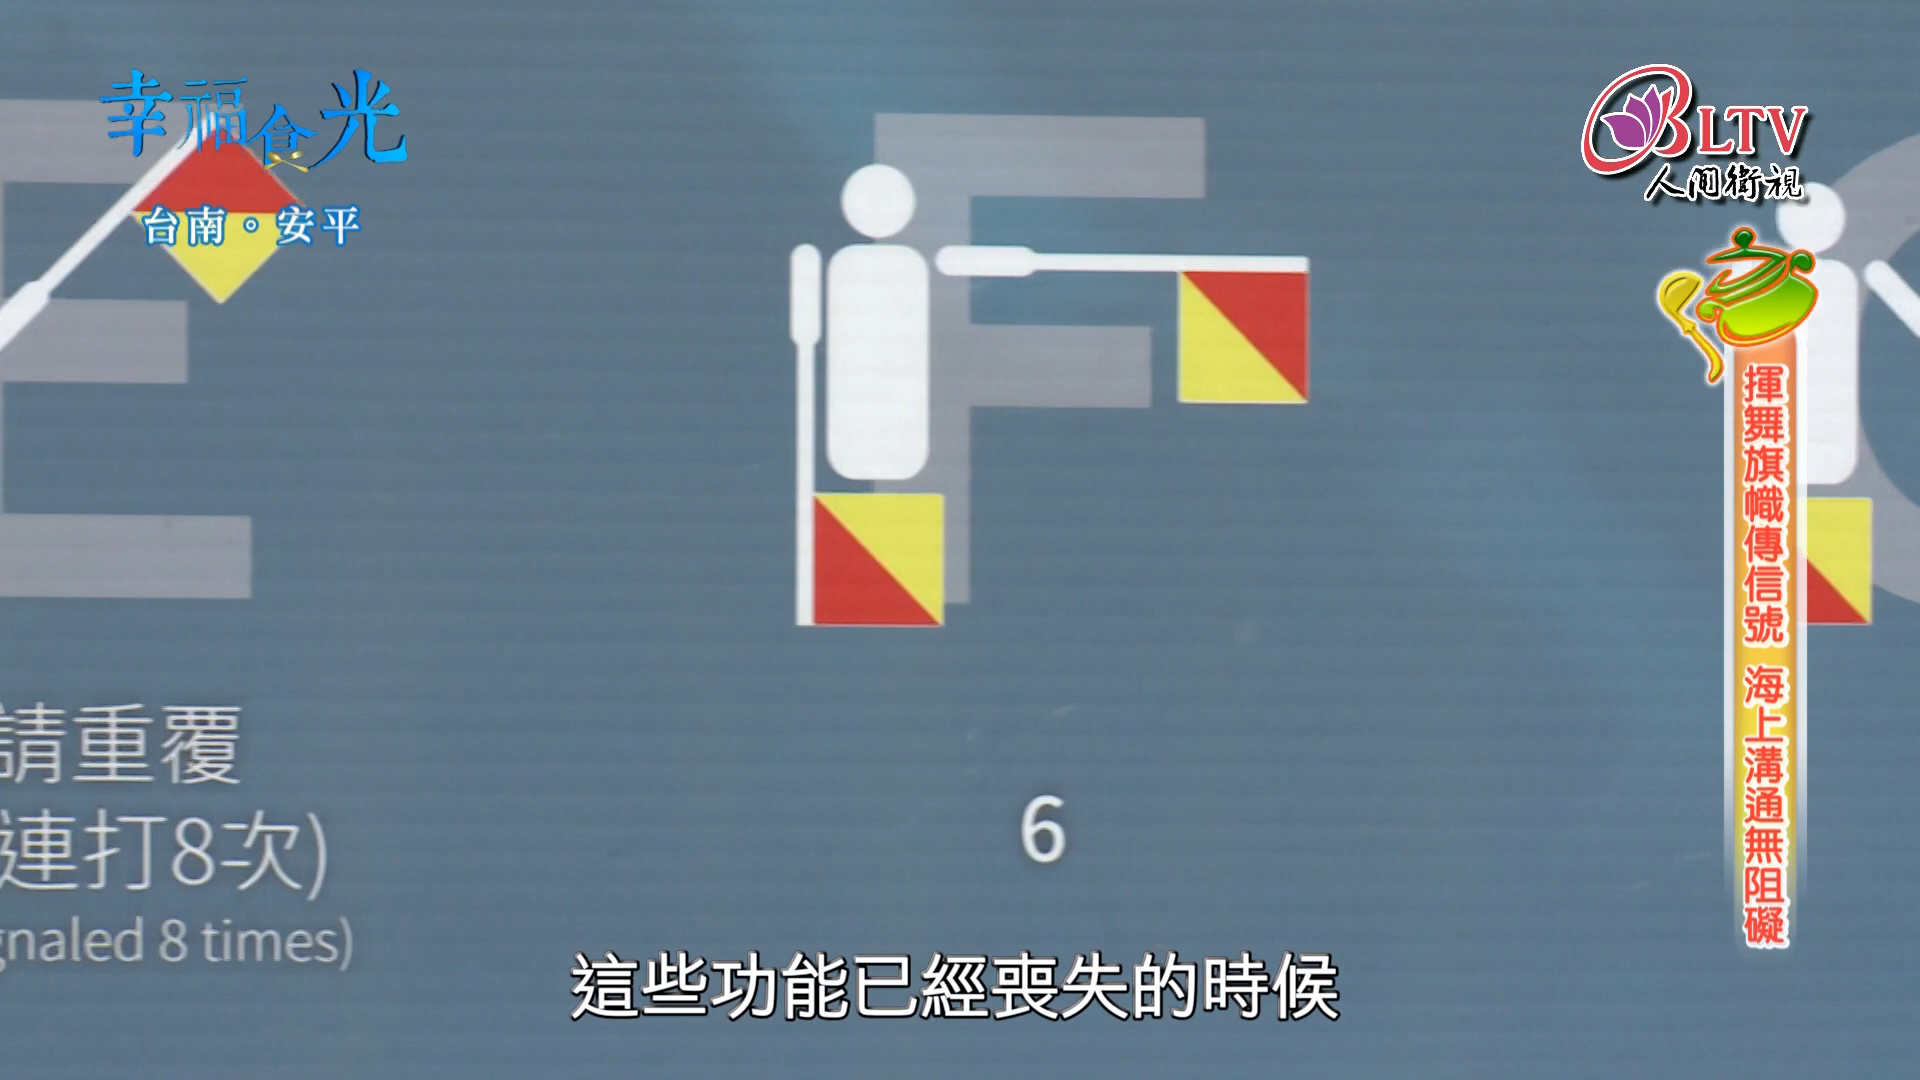 幸福食光
台南。安平
BLTV
人間衛視
揮舞旗幟傳信號 海上溝通無阻礙
E
F
請重覆
連打8次)
gnaled 8 times)
6
這些功能已經喪失的時候